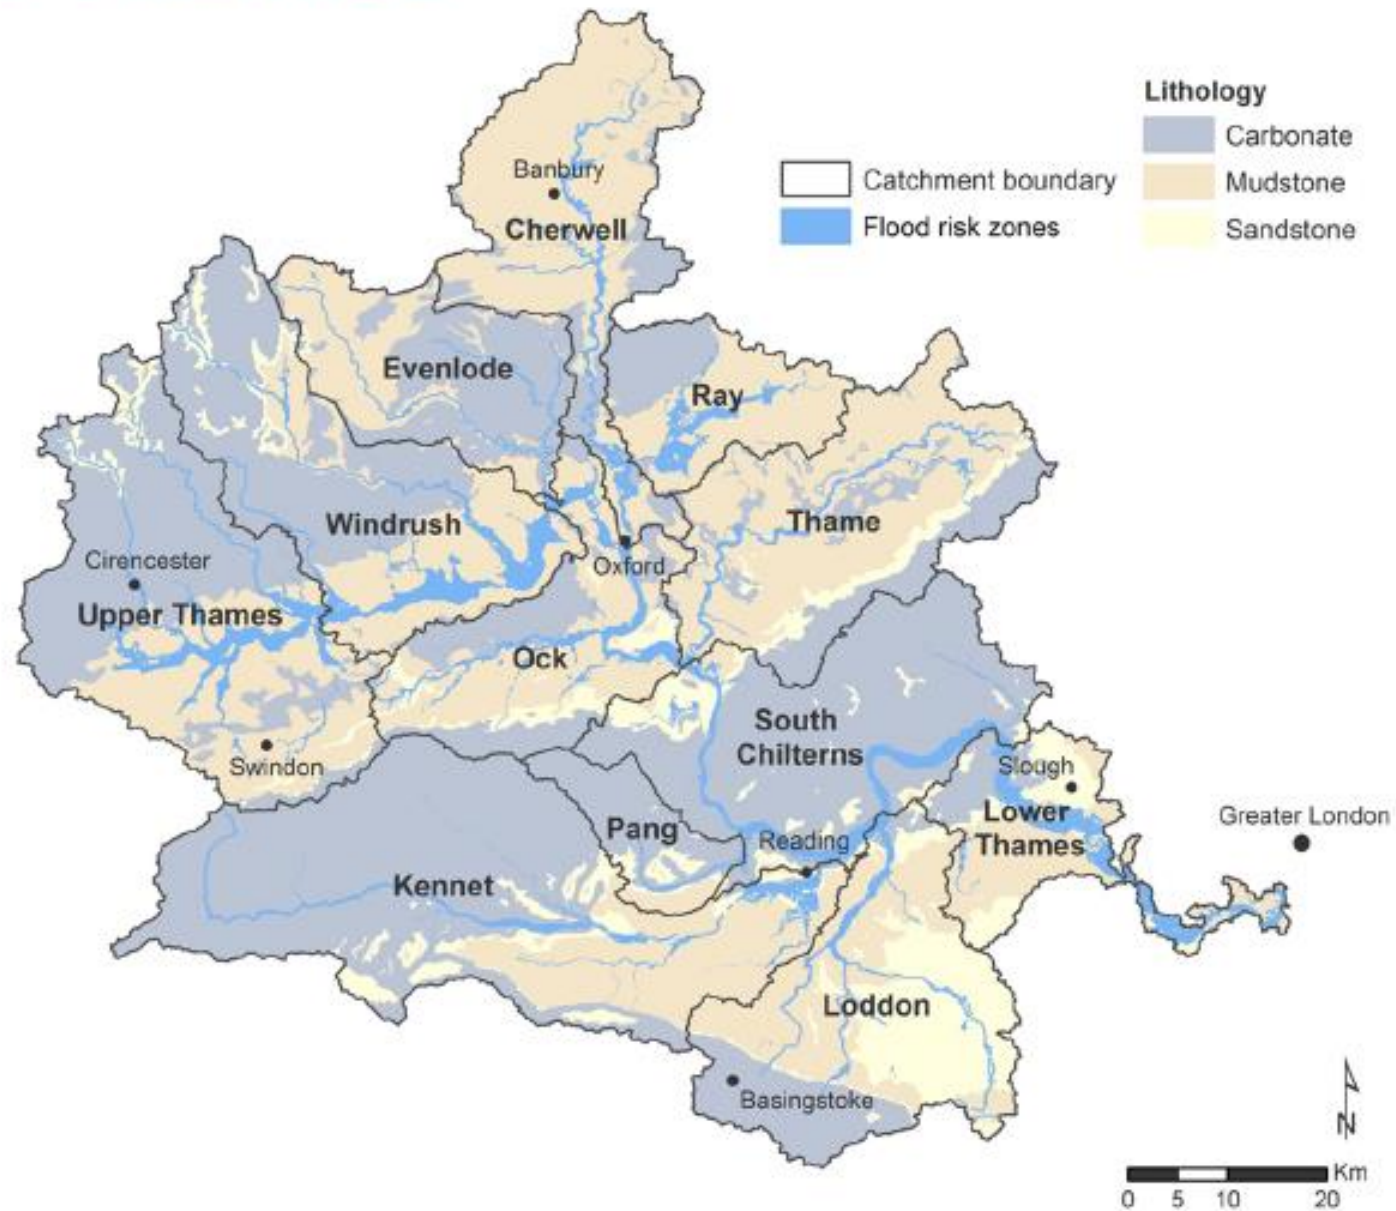 Lithology
Carbonate
Mudstone
Sandstone
Catchment boundary
Flood risk zones
Banbury
Cherwell
Evenlode
Ray
Windrush
Thame
Cirencester
Oxford
Upper Thames
Ock
South
Chilterns
Swindon
Slough
Lower
Thames
Greater London
Pang
Reading
Kennet
Loddon
Basingstoke
N
Km
0 5 10 20